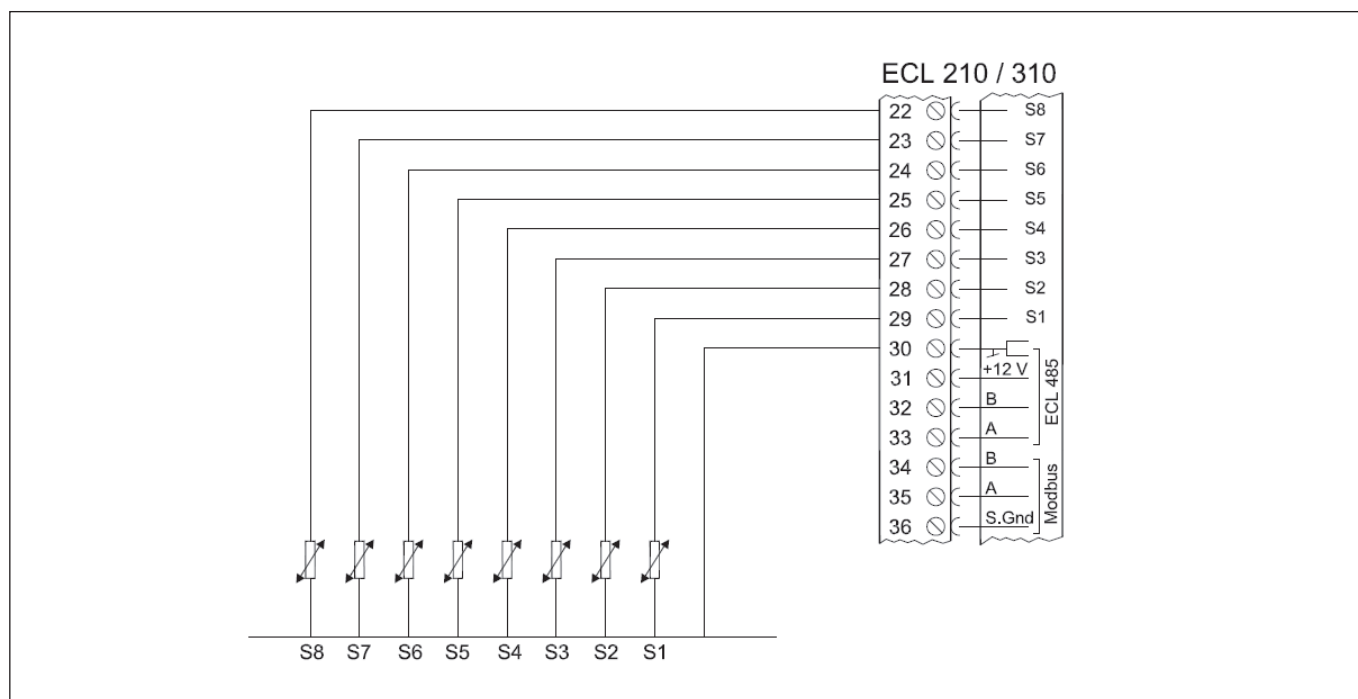 ECL 210 / 310
22 S8
23 S7
24 S6
25 S5
26 S4
27 S3
28 S2
29 S1
30
31 +12 V
32 B
33 A
ECL 485
34 B
35 A
36 S.Gnd
Modbus
S8 S7 S6 S5 S4 S3 S2 S1